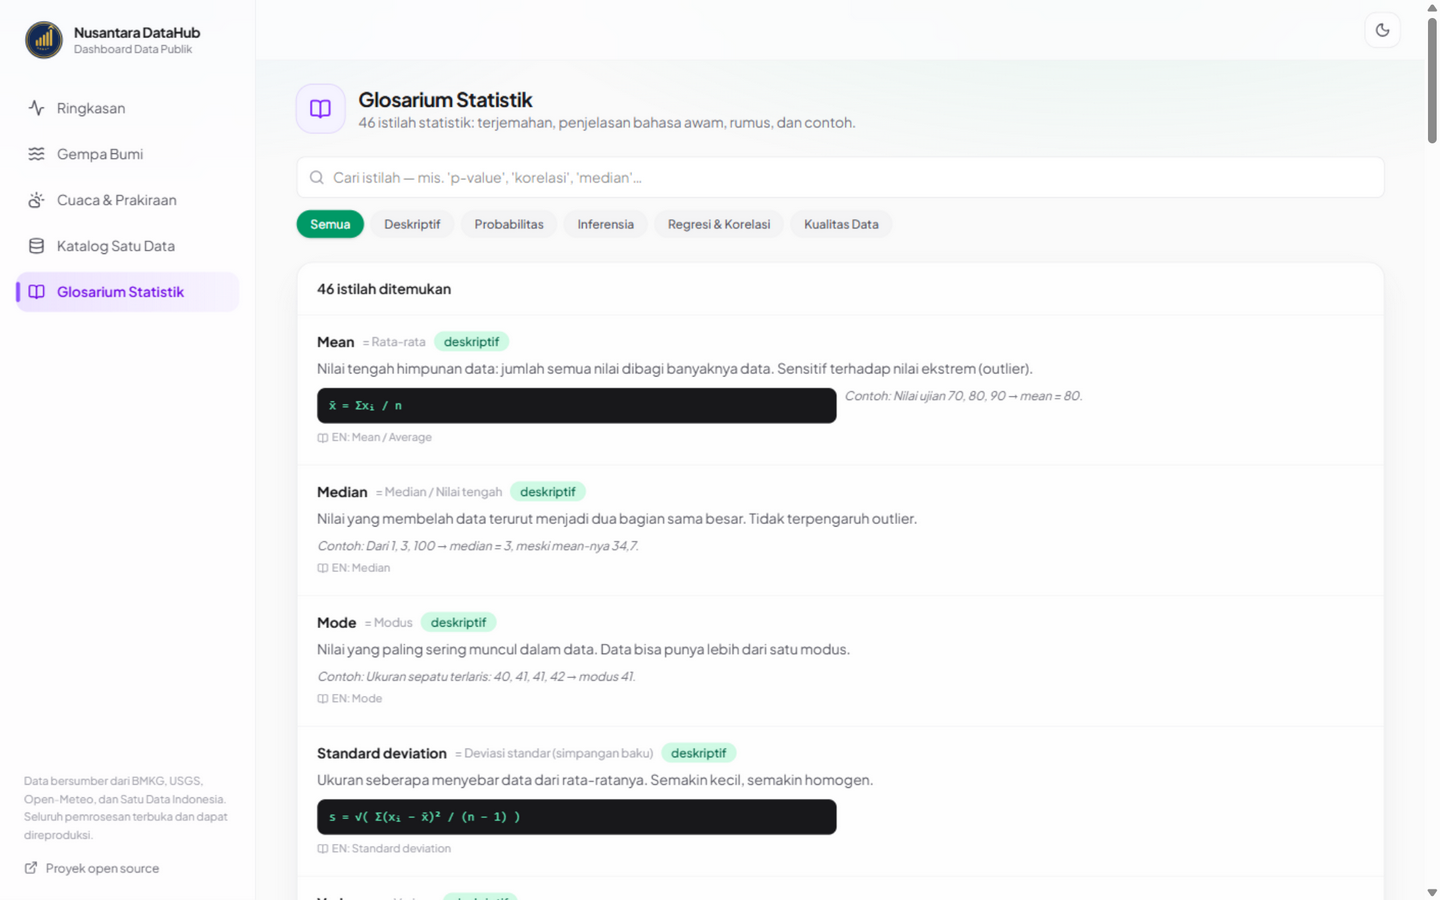 Nusantara DataHub
Dashboard Data Publik
Ringkasan
Gempa Bumi
Cuaca & Prakiraan
Katalog Satu Data
Glosarium Statistik
Data bersumber dari BMKG, USGS,
Open-Meteo, dan Satu Data Indonesia.
Seluruh pemrosesan terbuka dan dapat
direproduksi.
Proyek open source
Glosarium Statistik
46 istilah statistik: terjemahan, penjelasan bahasa awam, rumus, dan contoh.
Cari istilah — mis. 'p-value', 'korelasi', 'median'...
Semua Deskriptif Probabilitas Inferensia Regresi & Korelasi Kualitas Data
46 istilah ditemukan
Mean = Rata-rata deskriptif
Nilai tengah himpunan data: jumlah semua nilai dibagi banyaknya data. Sensitif terhadap nilai ekstrem (outlier).
x̄ = Σxᵢ / n Contoh: Nilai ujian 70, 80, 90 → mean = 80.
EN: Mean / Average
Median = Median / Nilai tengah deskriptif
Nilai yang membelah data terurut menjadi dua bagian sama besar. Tidak terpengaruh outlier.
Contoh: Dari 1, 3, 100 → median = 3, meski mean-nya 34,7.
EN: Median
Mode = Modus deskriptif
Nilai yang paling sering muncul dalam data. Data bisa punya lebih dari satu modus.
Contoh: Ukuran sepatu terlaris: 40, 41, 41, 42 → modus 41.
EN: Mode
Standard deviation = Deviasi standar (simpangan baku) deskriptif
Ukuran seberapa menyebar data dari rata-ratanya. Semakin kecil, semakin homogen.
s = √( Σ(xᵢ − x̄)² / (n − 1) )
EN: Standard deviation